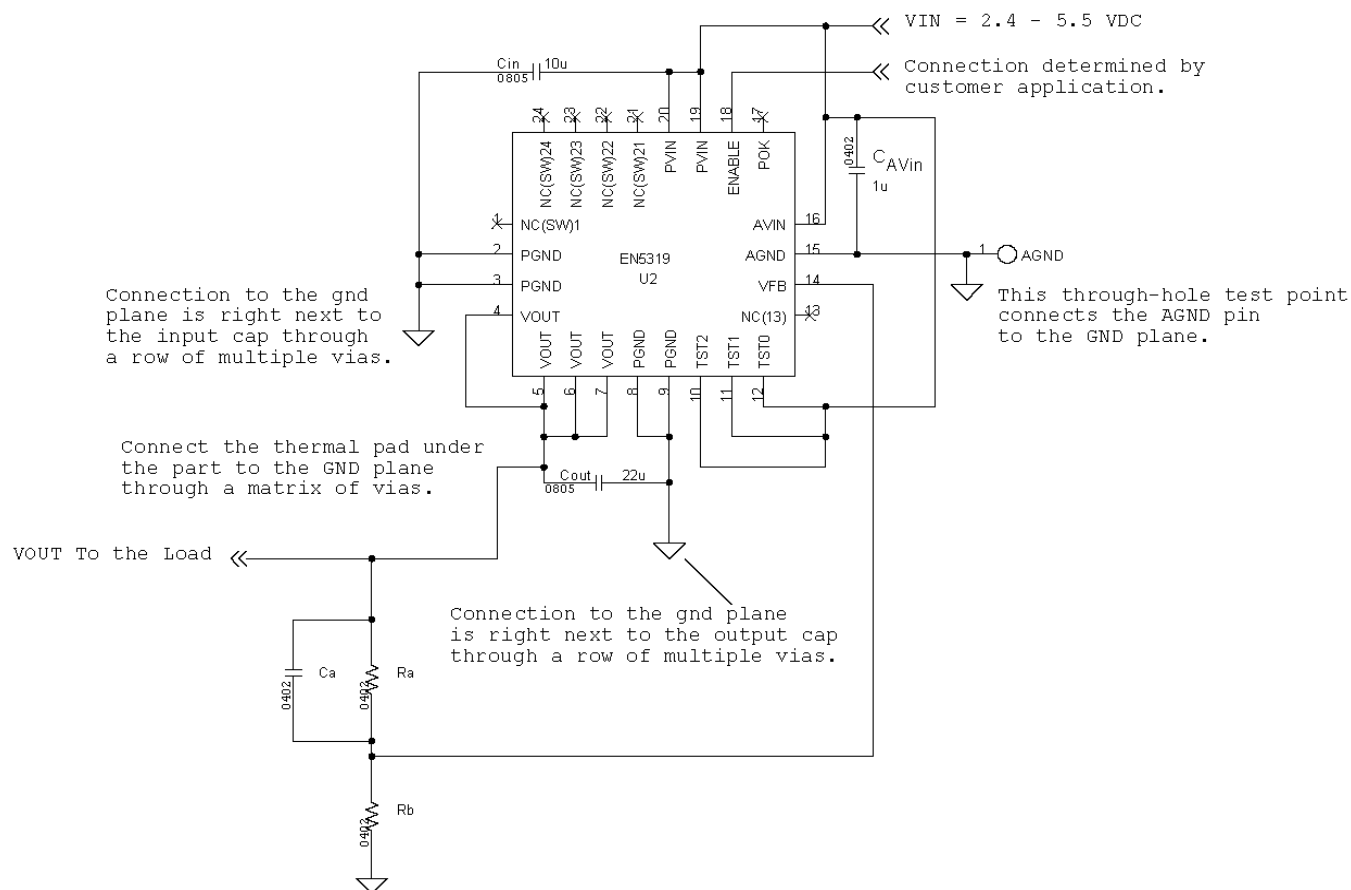 VIN = 2.4 - 5.5 VDC
Cin
10u
0805
Connection determined by
customer application.
24
23
22
21
20
19
18
17
NC(SW)24
NC(SW)23
NC(SW)22
NC(SW)21
PVIN
PVIN
ENABLE
POK
0402
CAVin
1u
1
NC(SW)1
AVIN
16
2
PGND
AGND
15
1
AGND
EN5319
U2
3
PGND
VFB
14
4
VOUT
NC(13)
13
Connection to the gnd
plane is right next to
the input cap through
a row of multiple vias.
This through-hole test point
connects the AGND pin
to the GND plane.
VOUT
VOUT
VOUT
PGND
PGND
TST2
TST1
TST0
5
6
7
8
9
10
11
12
Connect the thermal pad under
the part to the GND plane
through a matrix of vias.
Cout
22u
0805
VOUT To the Load
Connection to the gnd plane
is right next to the output cap
through a row of multiple vias.
Ca
0402
Ra
0402
Rb
0402